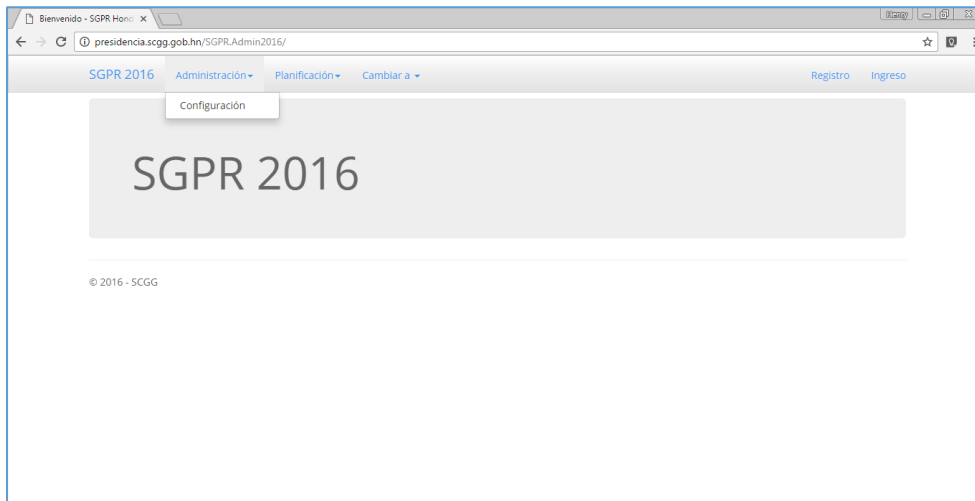 Bienvenido - SGPR Hond
Henry
presidencia.scgg.gob.hn/SGPR.Admin2016/
SGPR 2016 Administración Planificación Cambiar a Registro Ingreso
Configuración
SGPR 2016
© 2016 - SCGG